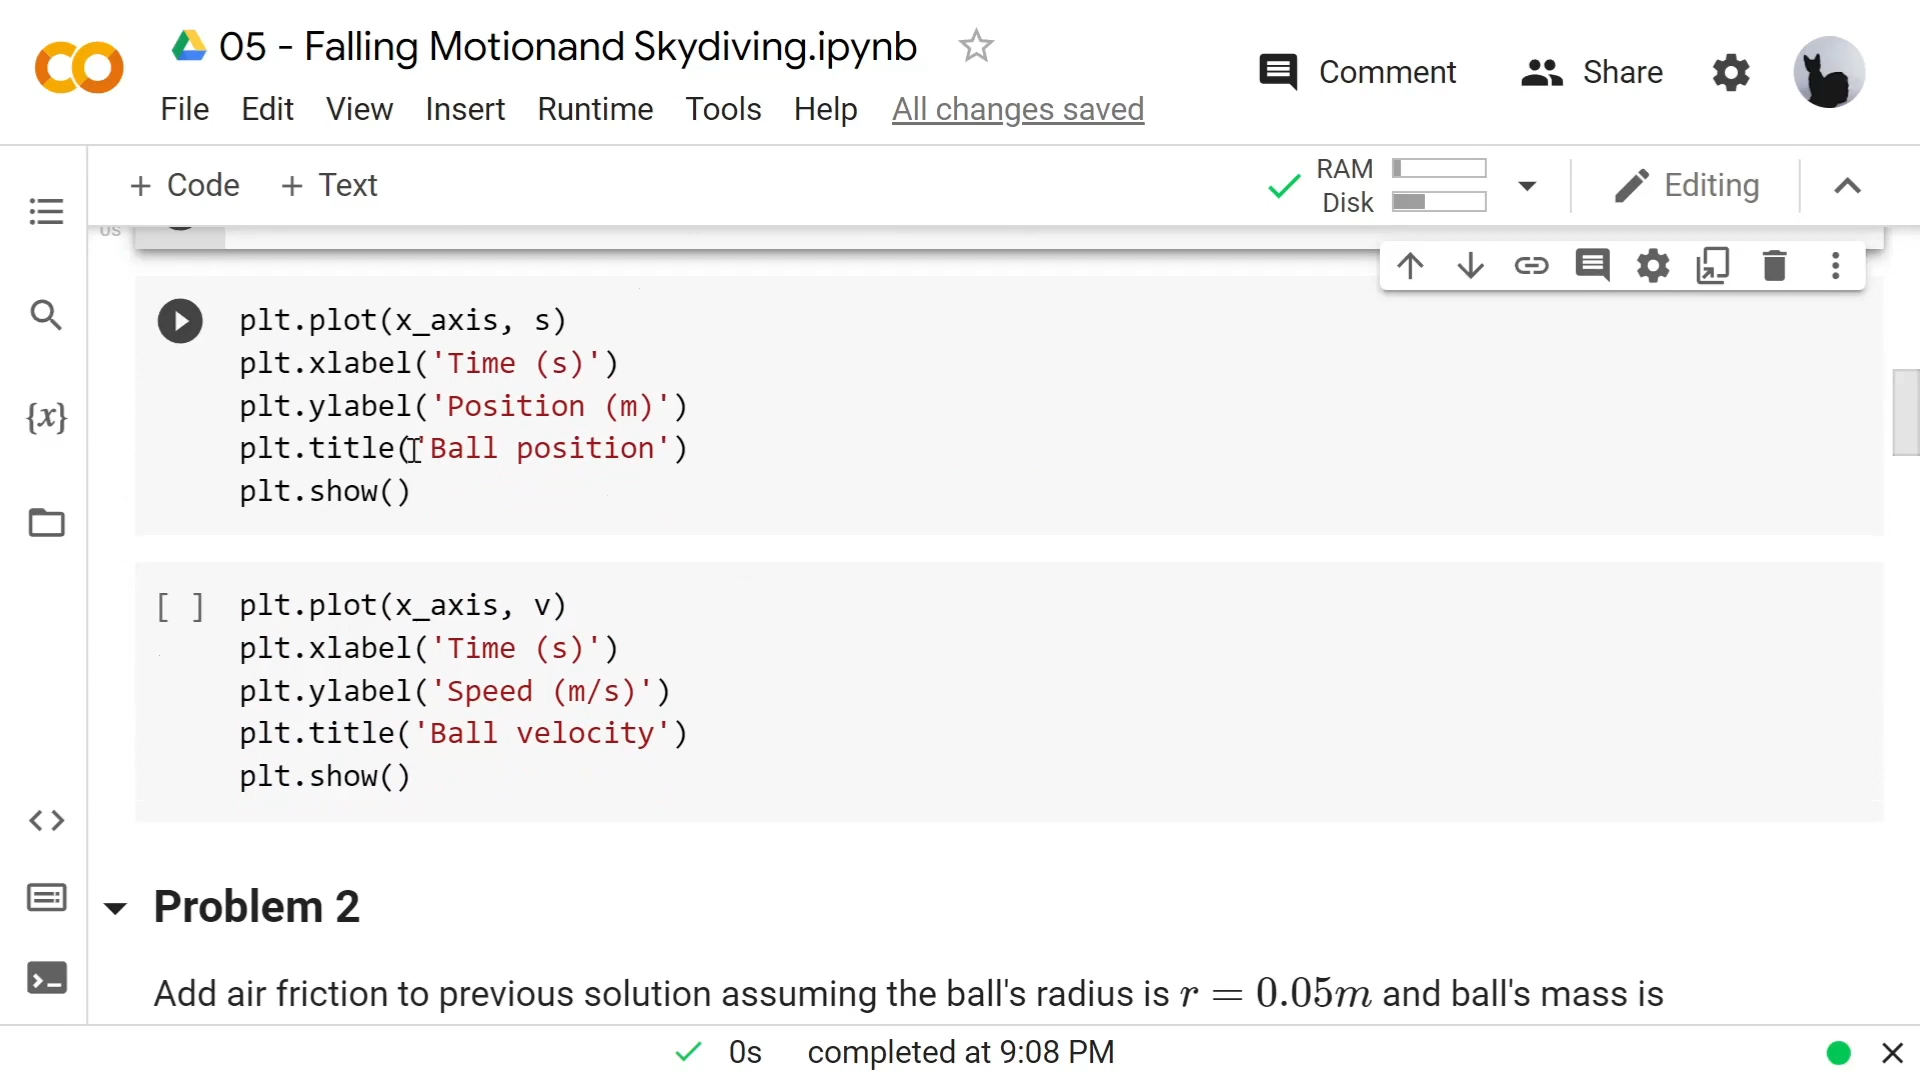 05 - Falling Motionand Skydiving.ipynb
Comment
Share
File Edit View Insert Runtime Tools Help All changes saved
+ Code + Text
RAM
Disk
Editing
0s
plt.plot(x_axis, s)
plt.xlabel('Time (s)')
plt.ylabel('Position (m)')
plt.title('Ball position')
plt.show()
{x}
[ ] plt.plot(x_axis, v)
plt.xlabel('Time (s)')
plt.ylabel('Speed (m/s)')
plt.title('Ball velocity')
plt.show()
Problem 2
Add air friction to previous solution assuming the ball's radius is r = 0.05m and ball's mass is
0s completed at 9:08 PM